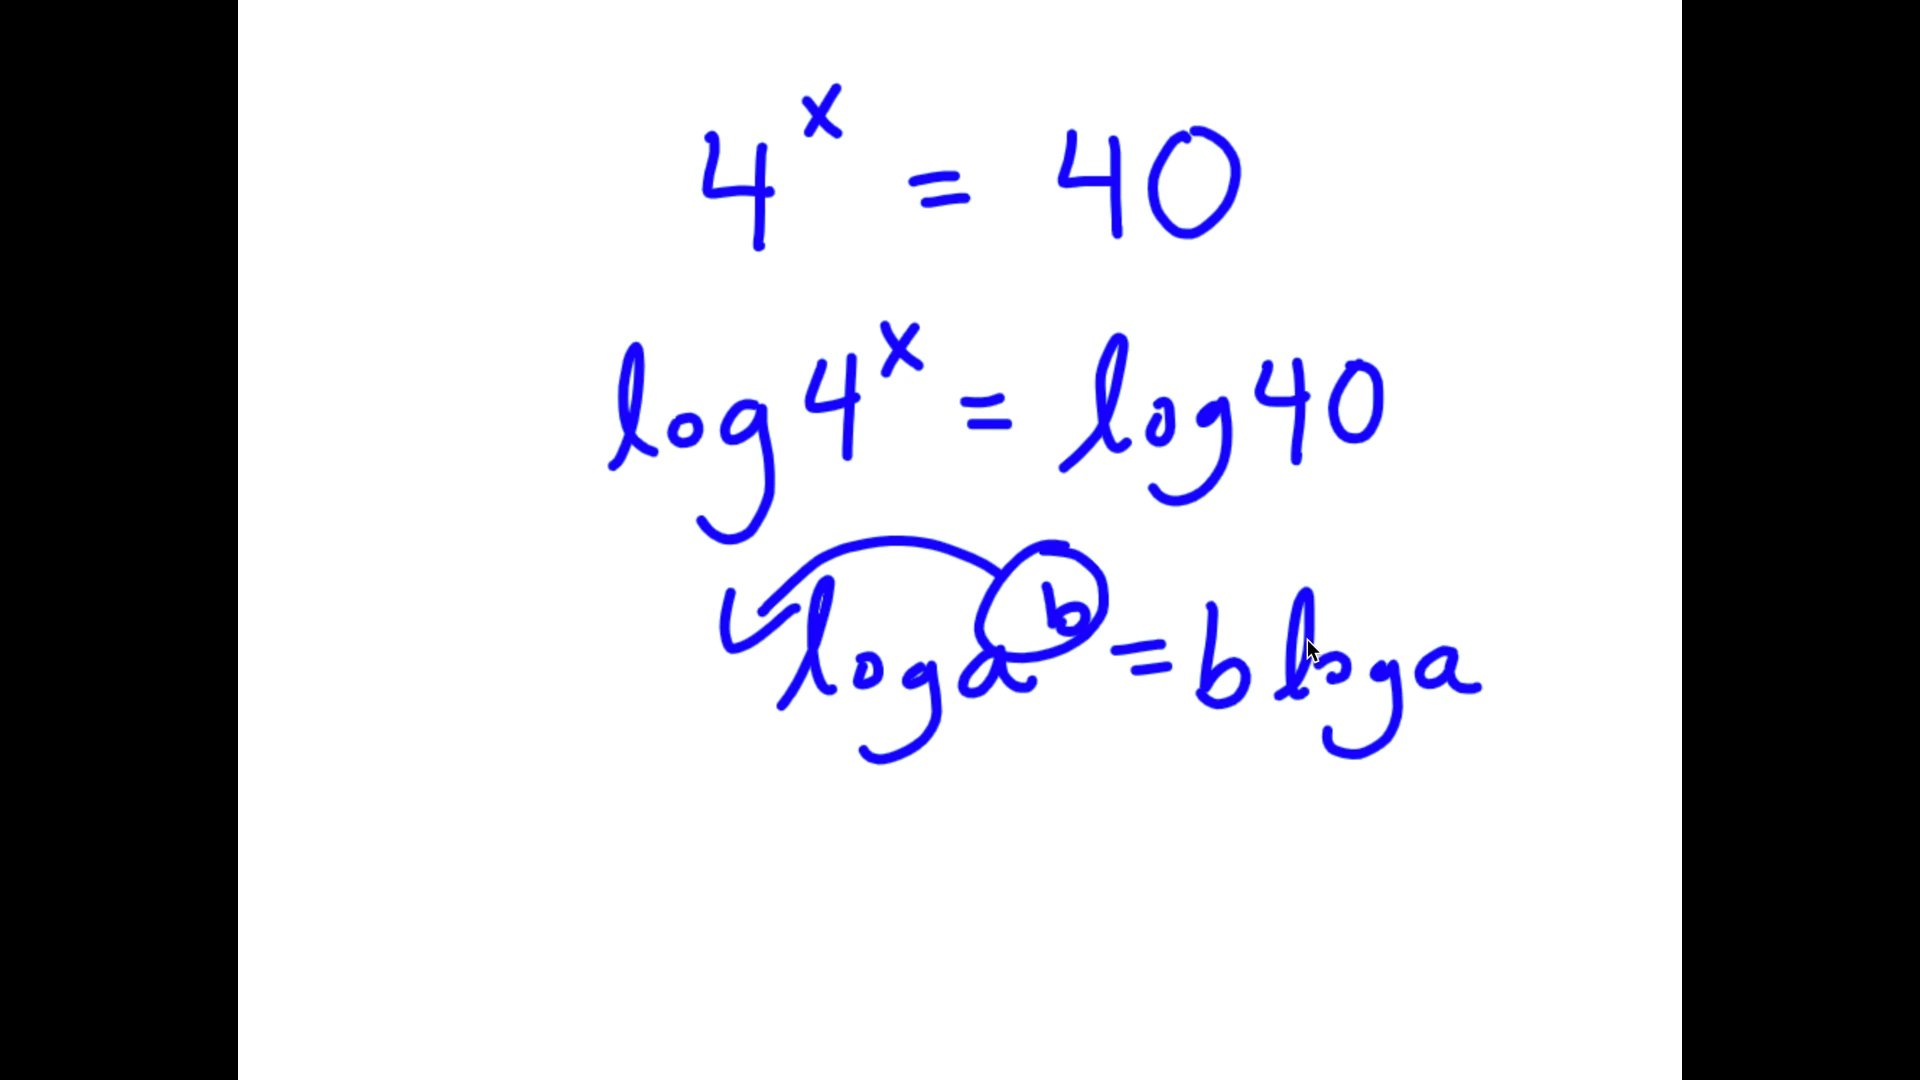 4^x = 40
log 4^x = log 40
log a^b = b log a